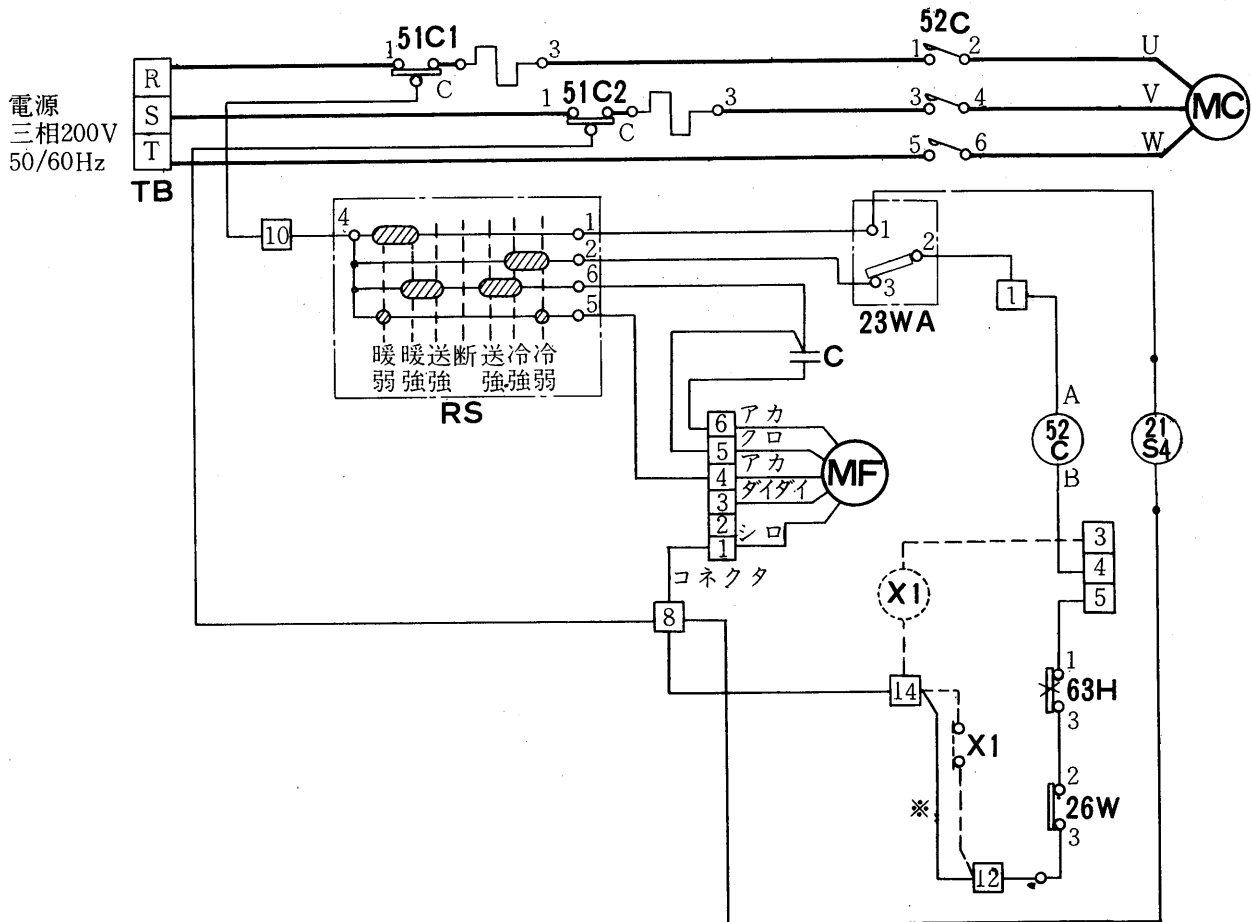 51C1
52C
1
3
1
2
U
R
C
51C2
電源
三相200V
50/60Hz
S
1
3
3
4
V
MC
C
T
5
6
W
TB
10
4
1
2
6
5
1
2
3
1
23WA
暖弱
暖強
送強
断
送強
冷強
冷弱
RS
C
A
52C
21S4
B
6
アカ
5
クロ
4
アカ
3
ダイダイ
2
1
シロ
MF
コネクタ
3
4
5
X1
8
14
1
63H
3
X1
2
26W
3
※
12